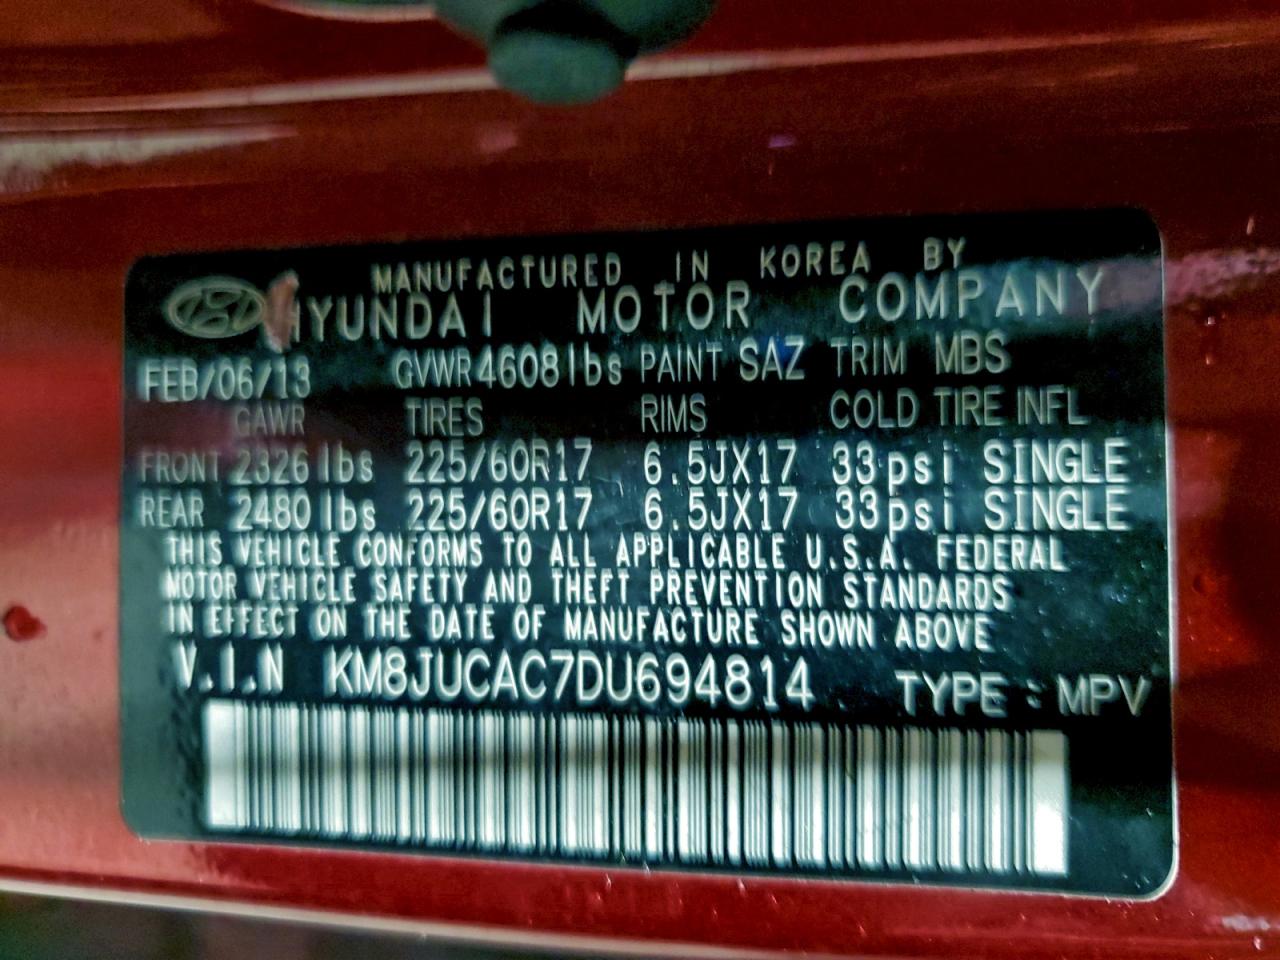 MANUFACTURED IN KOREA BY
HYUNDAI MOTOR COMPANY
FEB/06/13 GVWR 4608 lbs PAINT SAZ TRIM MBS
GAWR TIRES RIMS COLD TIRE INFL
FRONT 2326 lbs 225/60R17 6.5JX17 33psi SINGLE
REAR 2480 lbs 225/60R17 6.5JX17 33psi SINGLE
THIS VEHICLE CONFORMS TO ALL APPLICABLE U.S.A. FEDERAL
MOTOR VEHICLE SAFETY AND THEFT PREVENTION STANDARDS
IN EFFECT ON THE DATE OF MANUFACTURE SHOWN ABOVE
V.I.N KM8JUCAC7DU694814 TYPE : MPV